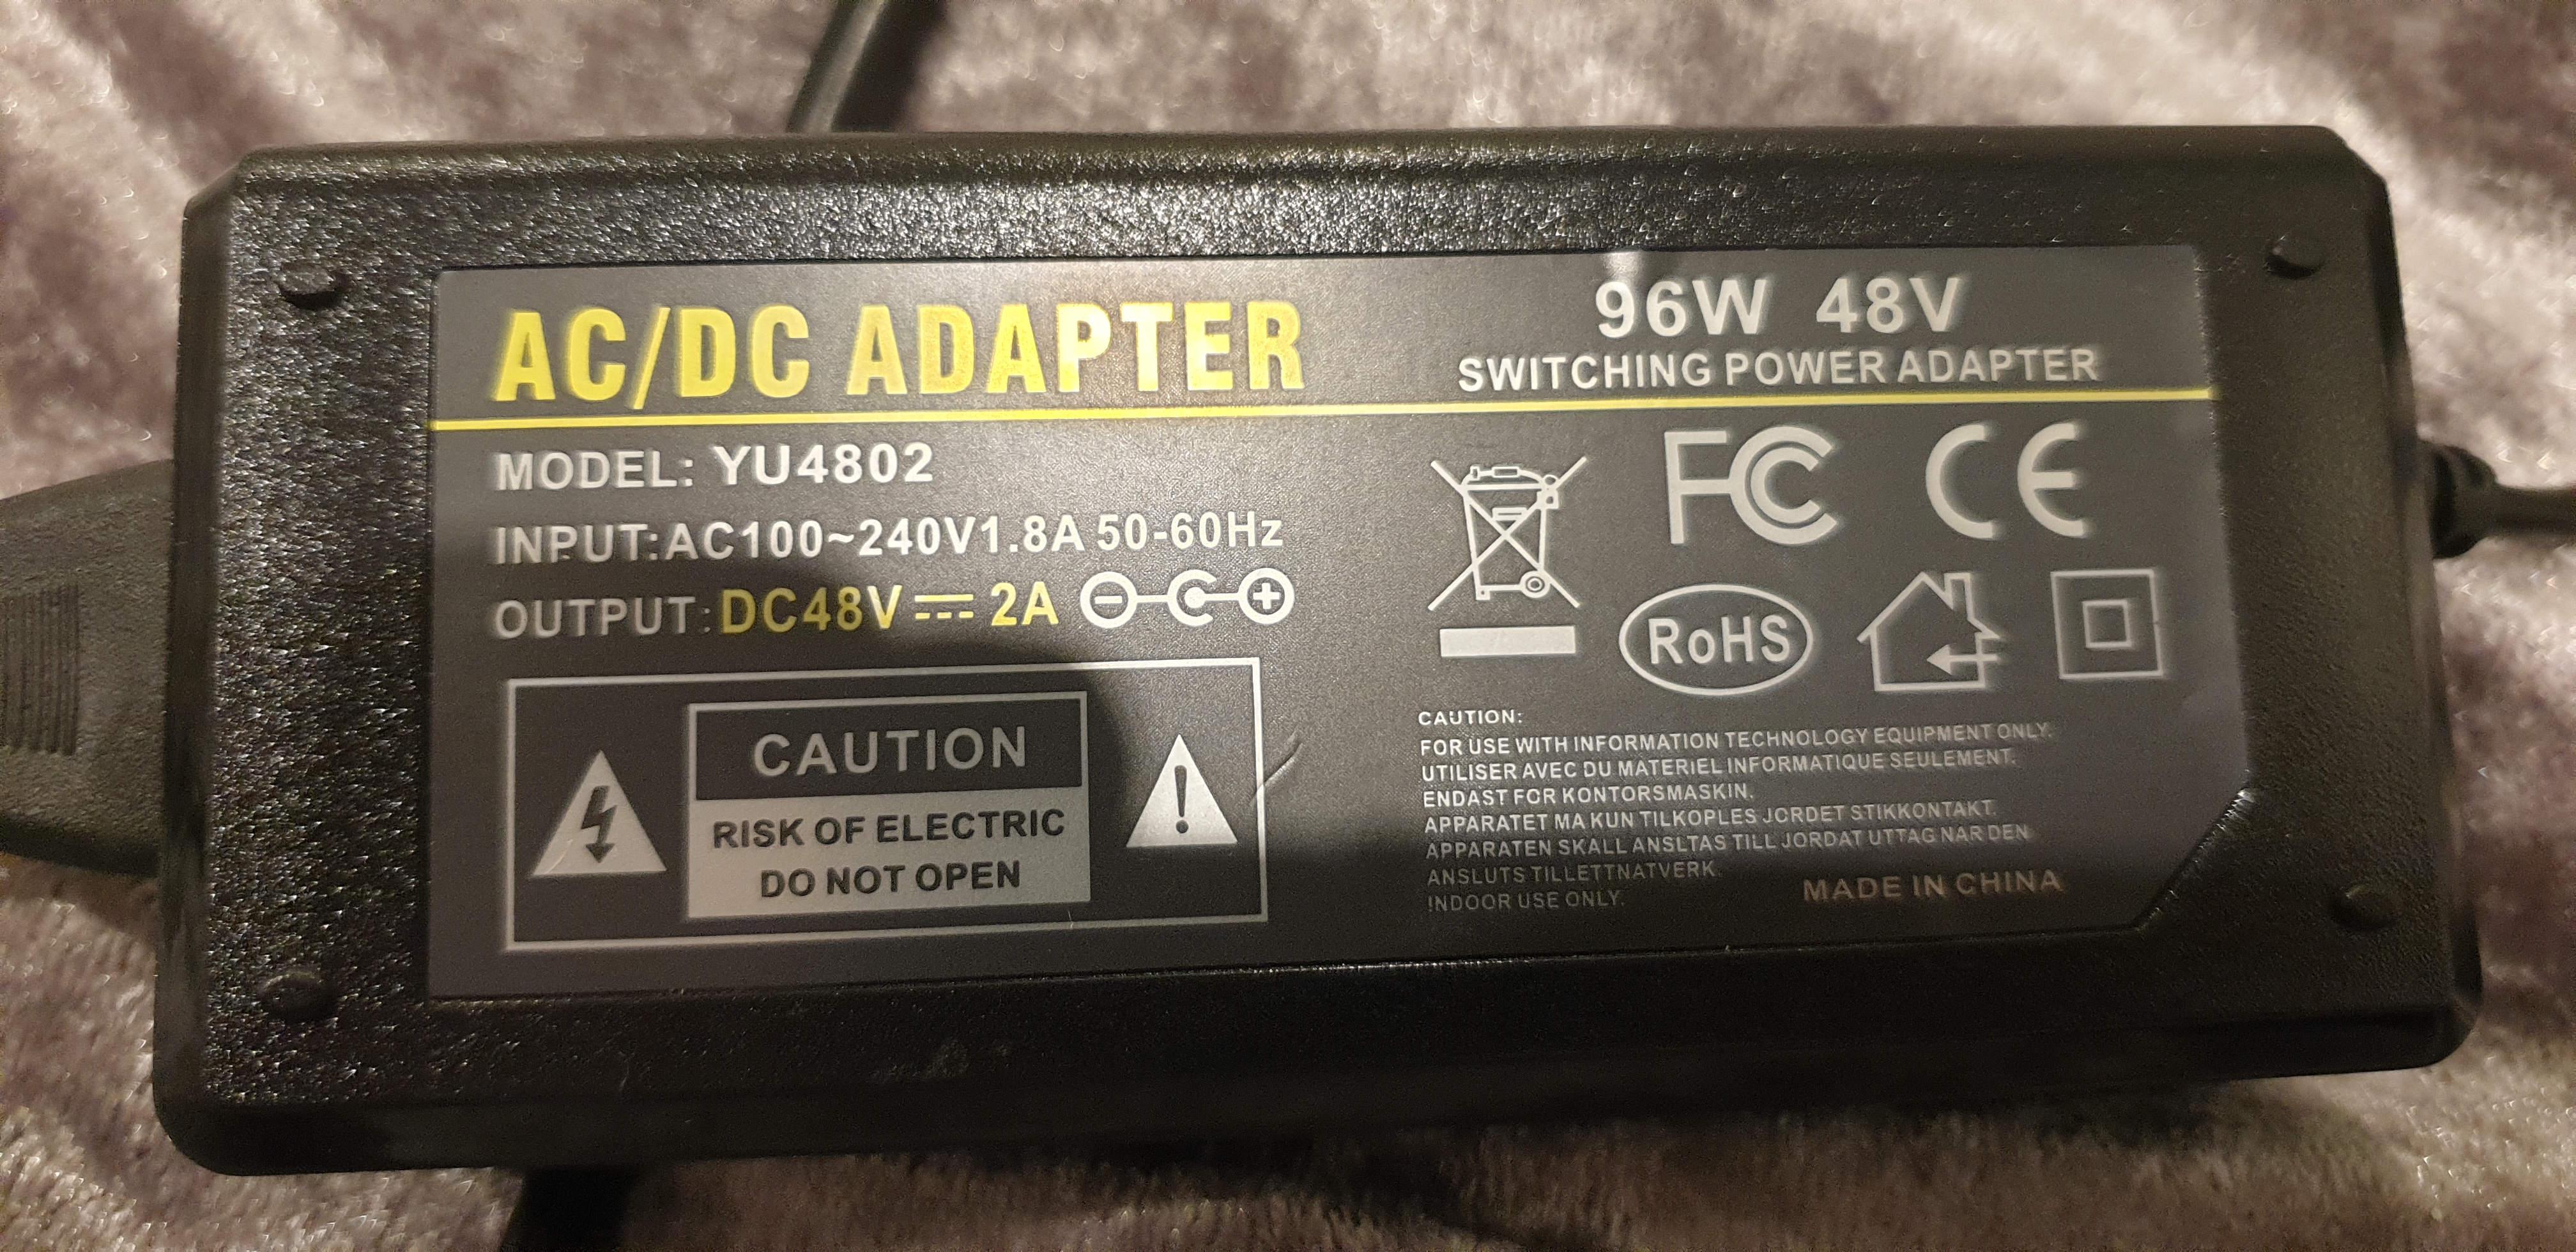 AC/DC ADAPTER
96W 48V
SWITCHING POWER ADAPTER
MODEL: YU4802
INPUT:AC100~240V1.8A 50-60Hz
OUTPUT:DC48V⎓2A
FC CE
RoHS
CAUTION
RISK OF ELECTRIC
DO NOT OPEN
CAUTION:
FOR USE WITH INFORMATION TECHNOLOGY EQUIPMENT ONLY.
UTILISER AVEC DU MATERIEL INFORMATIQUE SEULEMENT.
ENDAST FOR KONTORSMASKIN.
APPARATET MA KUN TILKOPLES JORDET STIKKONTAKT.
APPARATEN SKALL ANSLTAS TILL JORDAT UTTAG NAR DEN
ANSLUTS TILLETTNATVERK.
INDOOR USE ONLY.
MADE IN CHINA